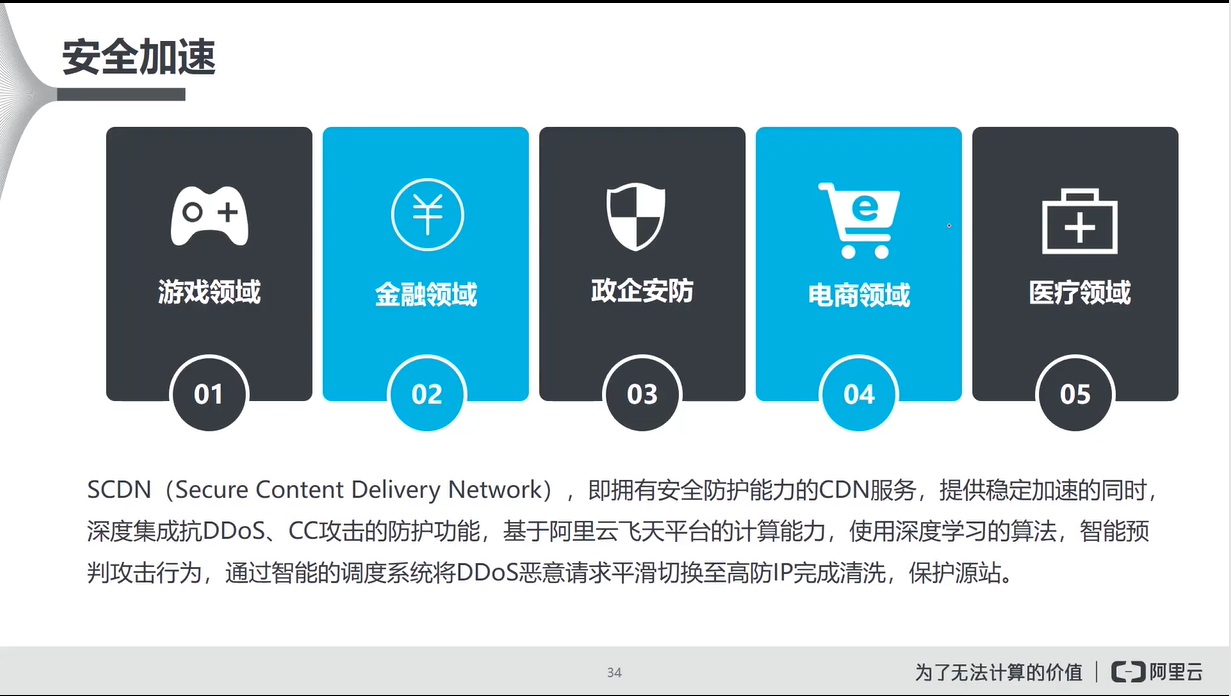 安全加速
游戏领域
金融领域
政企安防
电商领域
医疗领域
01
02
03
04
05
SCDN（Secure Content Delivery Network），即拥有安全防护能力的CDN服务，提供稳定加速的同时，
深度集成抗DDoS、CC攻击的防护功能，基于阿里云飞天平台的计算能力，使用深度学习的算法，智能预
判攻击行为，通过智能的调度系统将DDoS恶意请求平滑切换至高防IP完成清洗，保护源站。
34
为了无法计算的价值 | 阿里云